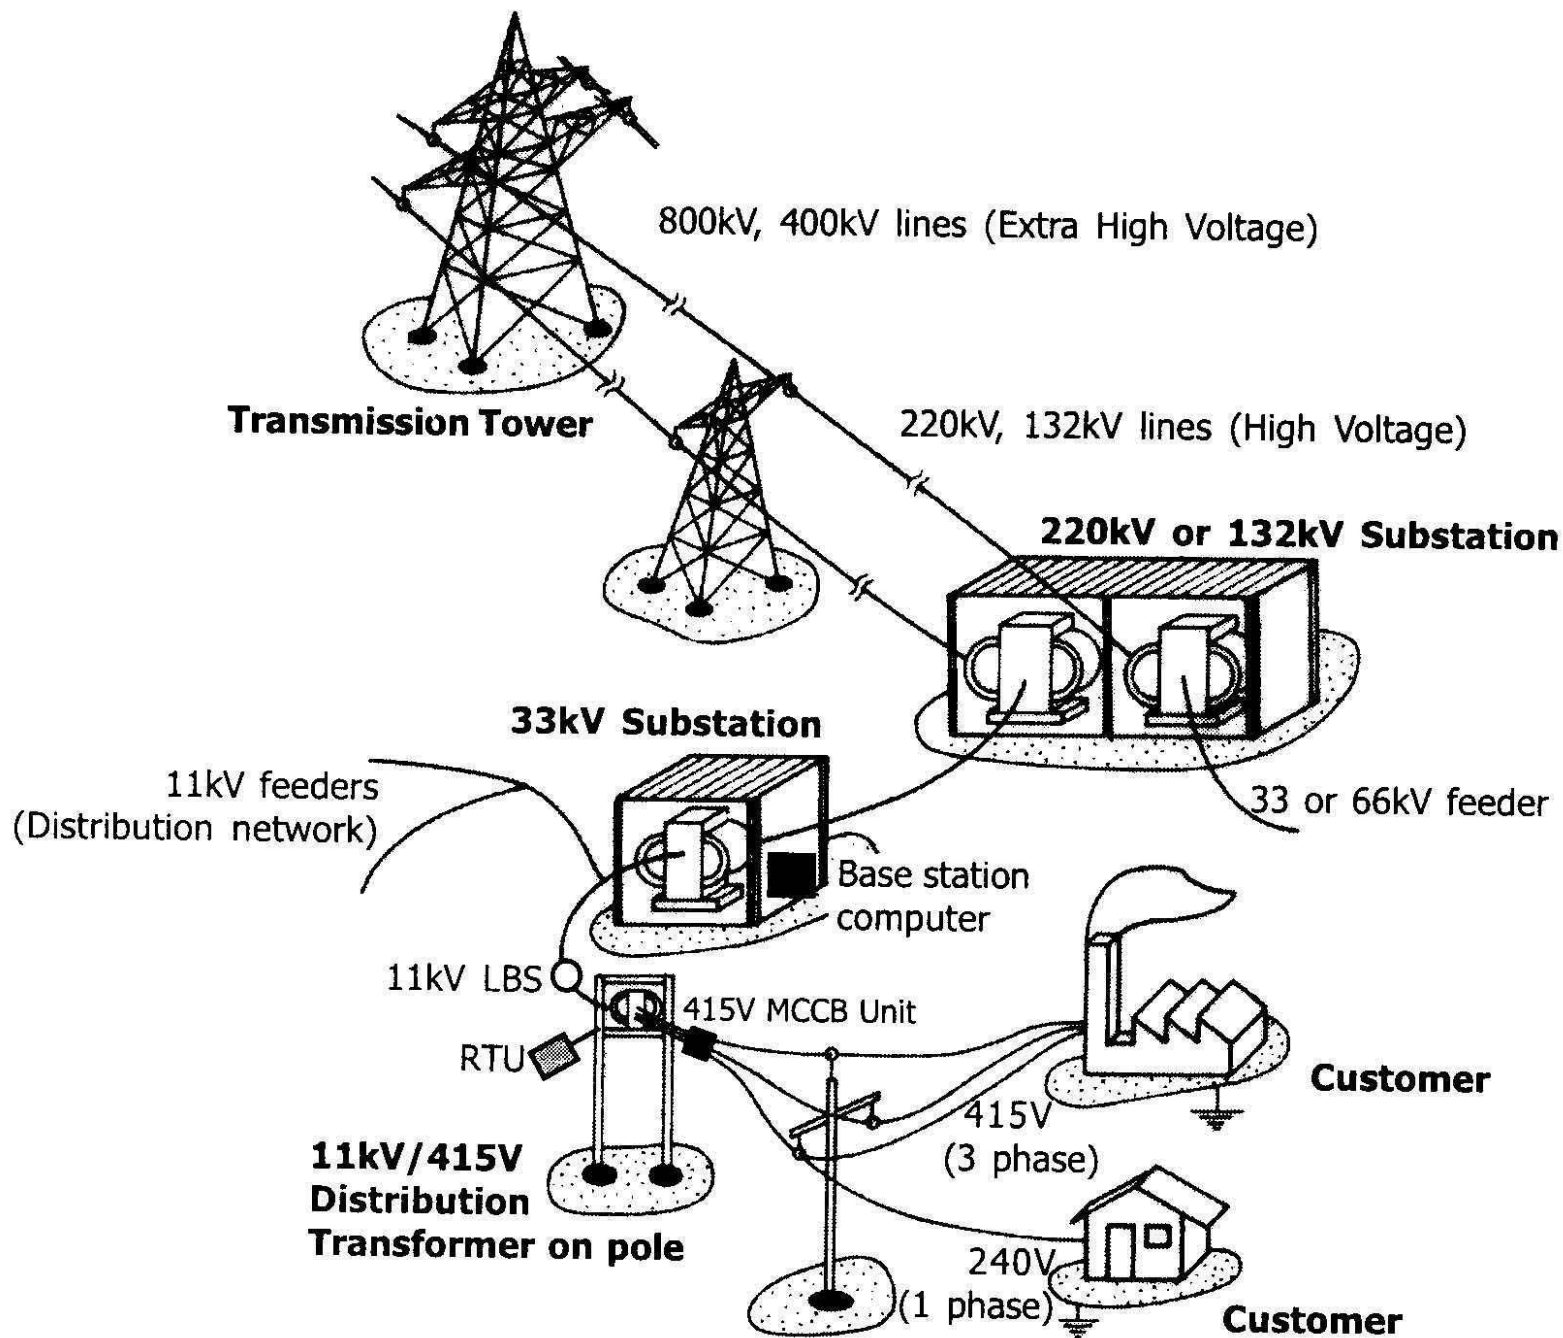 800kV, 400kV lines (Extra High Voltage)
Transmission Tower
220kV, 132kV lines (High Voltage)
220kV or 132kV Substation
33kV Substation
11kV feeders
(Distribution network)
33 or 66kV feeder
Base station
computer
11kV LBS
415V MCCB Unit
RTU
Customer
415V
(3 phase)
11kV/415V
Distribution
Transformer on pole
240V
(1 phase)
Customer